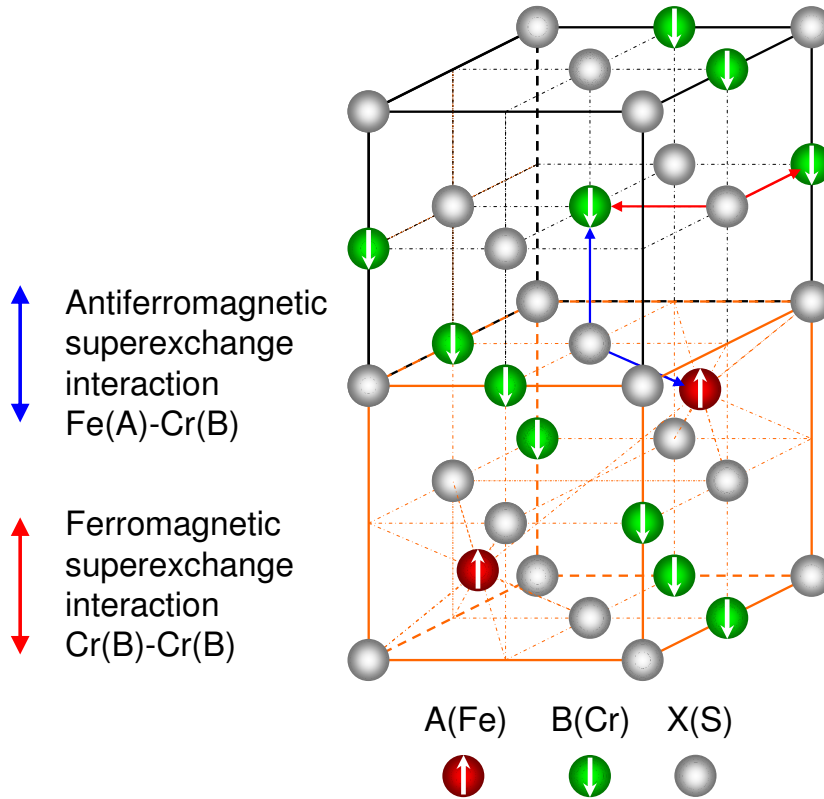 Antiferromagnetic
superexchange
interaction
Fe(A)-Cr(B)
Ferromagnetic
superexchange
interaction
Cr(B)-Cr(B)
A(Fe) B(Cr) X(S)